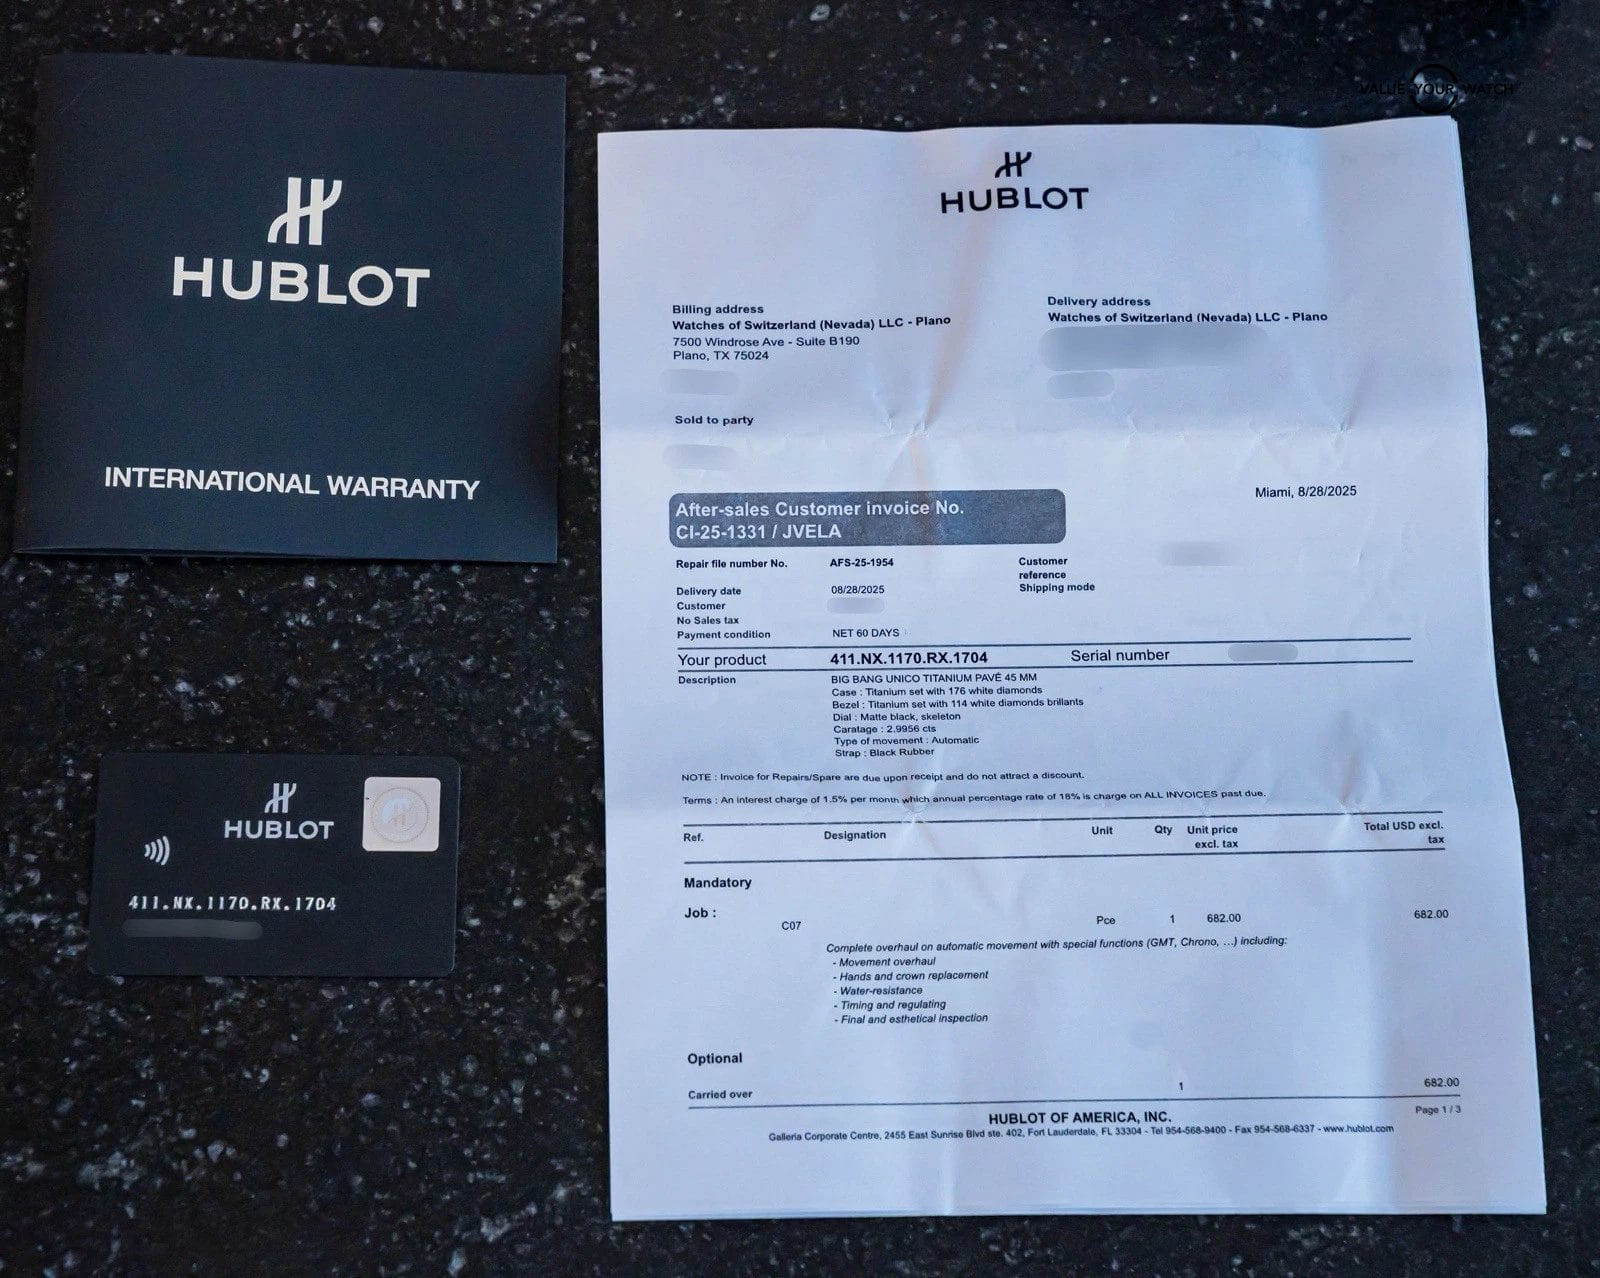 VALUE YOUR WATCH
HUBLOT
INTERNATIONAL WARRANTY
HUBLOT
411.NX.1170.RX.1704
HUBLOT
Billing address
Watches of Switzerland (Nevada) LLC - Plano
7500 Windrose Ave - Suite B190
Plano, TX 75024
Delivery address
Watches of Switzerland (Nevada) LLC - Plano
Sold to party
Miami, 8/28/2025
After-sales Customer invoice No.
CI-25-1331 / JVELA
Repair file number No. AFS-25-1954
Customer
reference
Shipping mode
Delivery date 08/28/2025
Customer
No Sales tax
Payment condition NET 60 DAYS
Your product 411.NX.1170.RX.1704 Serial number
Description BIG BANG UNICO TITANIUM PAVÉ 45 MM
Case : Titanium set with 176 white diamonds
Bezel : Titanium set with 114 white diamonds brillants
Dial : Matte black, skeleton
Caratage : 2.9956 cts
Type of movement : Automatic
Strap : Black Rubber
NOTE : Invoice for Repairs/Spare are due upon receipt and do not attract a discount.
Terms : An interest charge of 1.5% per month which annual percentage rate of 18% is charge on ALL INVOICES past due.
Ref. Designation Unit Qty Unit price Total USD excl.
excl. tax tax
Mandatory
Job :
C07 Pce 1 682.00 682.00
Complete overhaul on automatic movement with special functions (GMT, Chrono, ...) including:
- Movement overhaul
- Hands and crown replacement
- Water-resistance
- Timing and regulating
- Final and esthetical inspection
Optional
Carried over 1 682.00
HUBLOT OF AMERICA, INC.
Page 1 / 3
Galleria Corporate Centre, 2455 East Sunrise Blvd ste. 402, Fort Lauderdale, FL 33304 - Tel 954-568-9400 - Fax 954-568-6337 - www.hublot.com